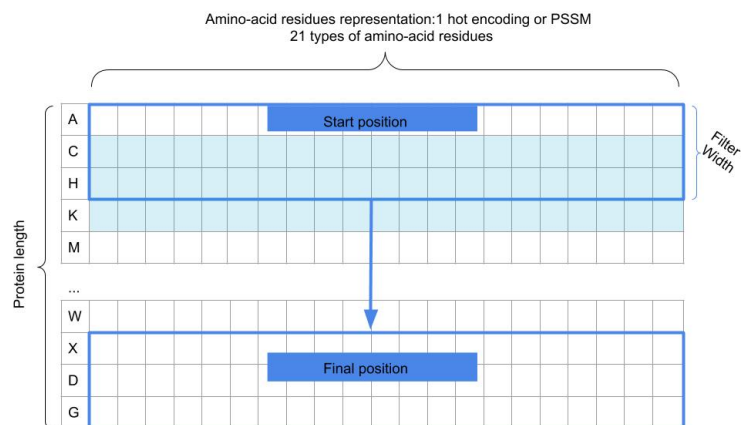 Amino-acid residues representation:1 hot encoding or PSSM
21 types of amino-acid residues
A
Start position
Filter
Width
C
H
K
M
Protein length
...
W
X
Final position
D
G